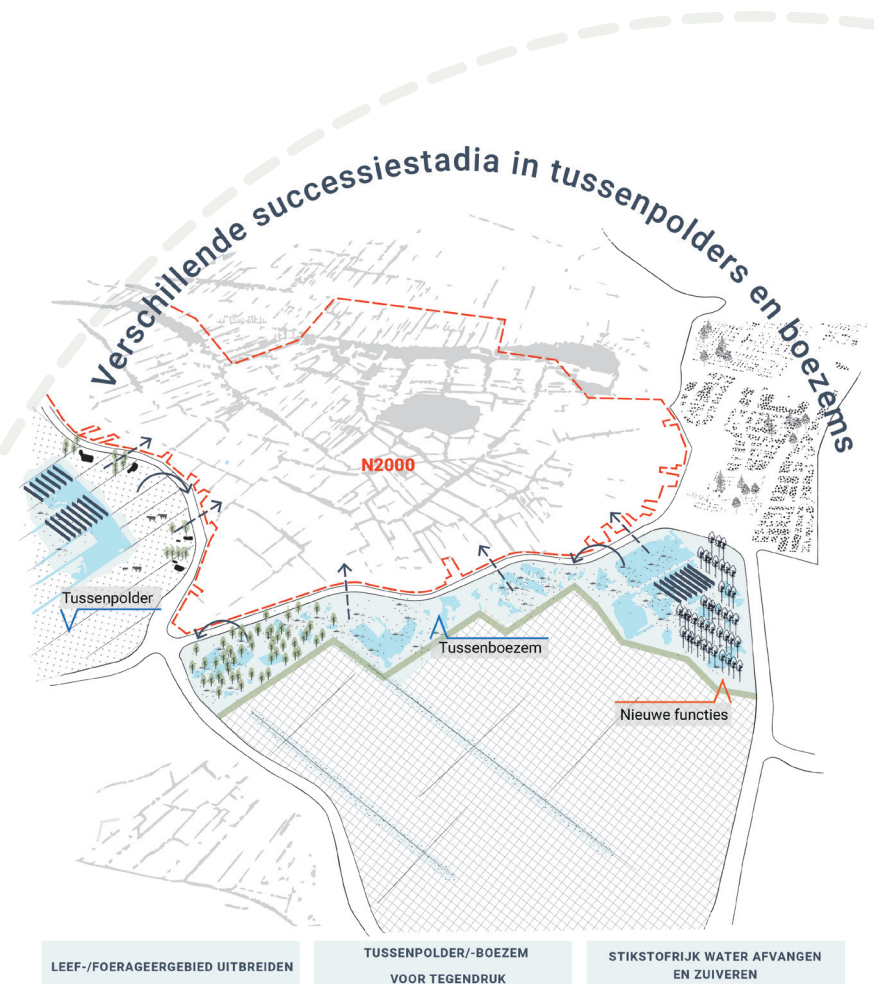 Verschillende successiestadia in tussenpolders en boezems
N2000
Tussenpolder
Tussenboezem
Nieuwe functies
LEEF-/FOERAGEERGEBIED UITBREIDEN
TUSSENPOLDER/-BOEZEM
VOOR TEGENDRUK
STIKSTOFRIJK WATER AFVANGEN
EN ZUIVEREN